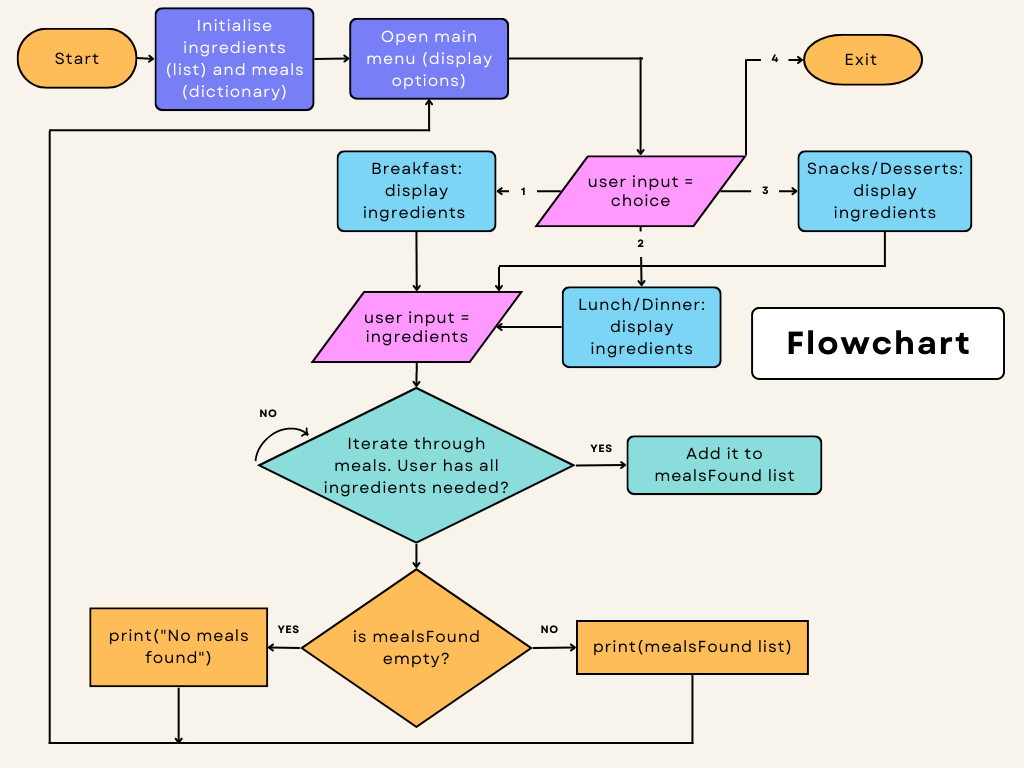 Start
Initialise
ingredients
(list) and meals
(dictionary)
Open main
menu (display
options)
4
Exit
Breakfast:
display
ingredients
1
user input =
choice
3
Snacks/Desserts:
display
ingredients
2
user input =
ingredients
Lunch/Dinner:
display
ingredients
Flowchart
NO
Iterate through
meals. User has all
ingredients needed?
YES
Add it to
mealsFound list
print("No meals
found")
YES
is mealsFound
empty?
NO
print(mealsFound list)